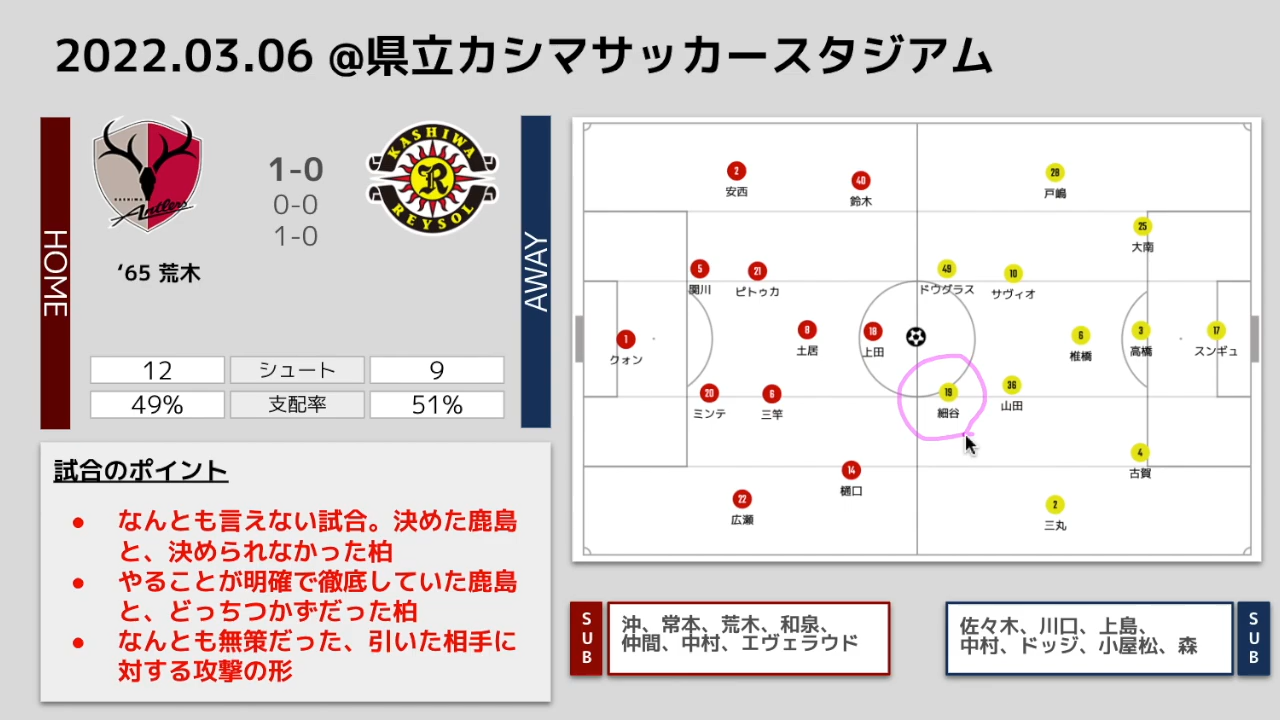 2022.03.06 @県立カシマサッカースタジアム
HOME
KASHIMA
Antlers
1-0
0-0
1-0
KASHIWA
R
REYSOL
AWAY
‘65 荒木
12 シュート 9
49% 支配率 51%
試合のポイント
● なんとも言えない試合。決めた鹿島
と、決められなかった柏
● やることが明確で徹底していた鹿島
と、どっちつかずだった柏
● なんとも無策だった、引いた相手に
対する攻撃の形
2
安西
40
鈴木
28
戸嶋
25
大南
5
関川
21
ピトゥカ
49
ドウグラス
10
サヴィオ
1
クォン
8
土居
18
上田
6
椎橋
3
高橋
17
スンギュ
20
ミンテ
6
三竿
19
細谷
36
山田
14
樋口
4
古賀
22
広瀬
2
三丸
SUB
沖、常本、荒木、和泉、
仲間、中村、エヴェラウド
佐々木、川口、上島、
中村、ドッジ、小屋松、森
SUB